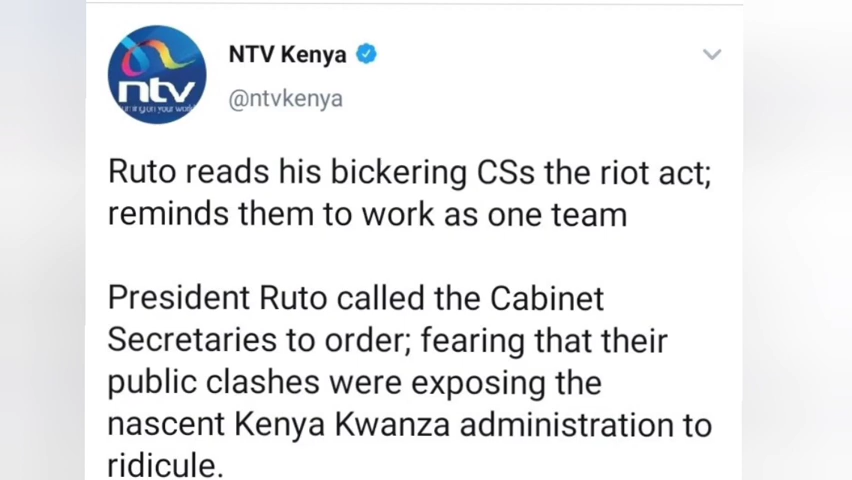 NTV Kenya
@ntvkenya
ntv
Ruto reads his bickering CSs the riot act;
reminds them to work as one team
President Ruto called the Cabinet
Secretaries to order; fearing that their
public clashes were exposing the
nascent Kenya Kwanza administration to
ridicule.